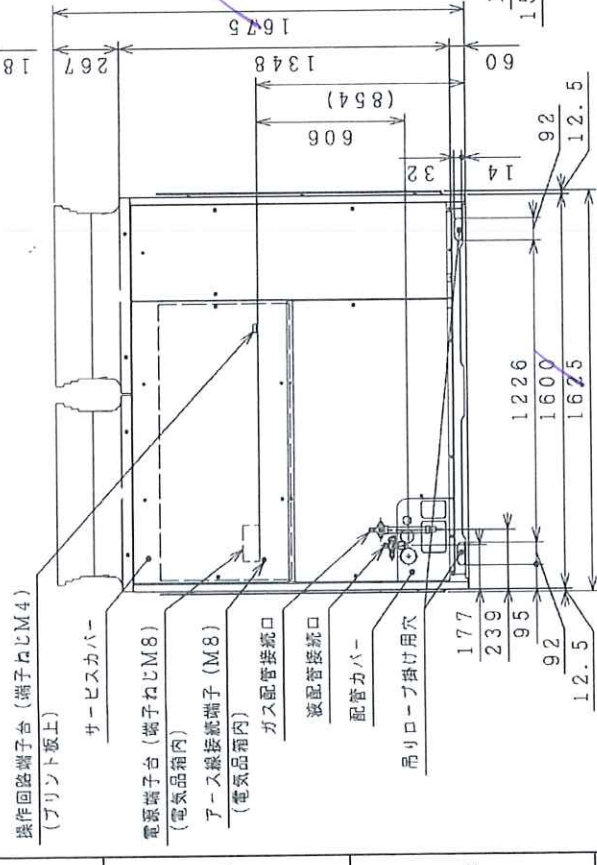 操作回路端子台(端子ねじM4)
(プリント板上)
サービスカバー
電源端子台(端子ねじM8)
(電気品箱内)
アース線接続端子(M8)
(電気品箱内)
ガス配管接続口
液配管接続口
配管カバー
吊りロープ掛け用穴
18
267
1675
1348
60
(854)
606
32
14
92
12.5
1226
1600
1625
177
239
95
92
12.5